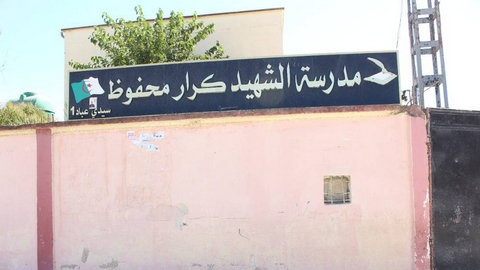 مدرسة الشهيد كرار محفوظ
سيدي عباد 1